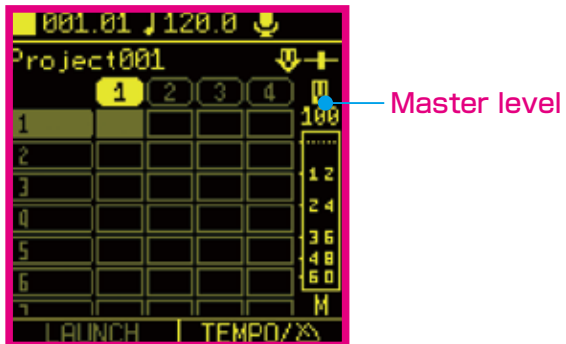 001.01 ♩120.0
Project001
1 2 3 4
Master level
100
1
12
2
3
24
4
36
5
48
6
60
7 M
LAUNCH TEMPO/